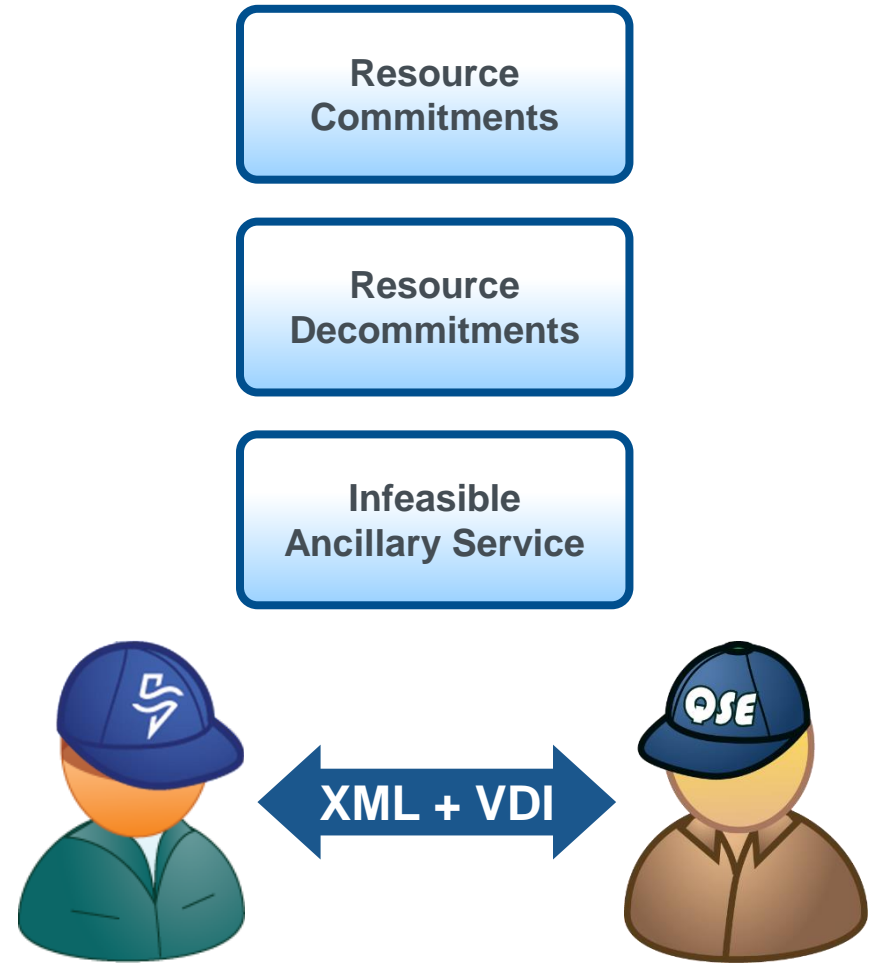 Resource
Commitments
Resource
Decommitments
Infeasible
Ancillary Service
QSE
XML + VDI